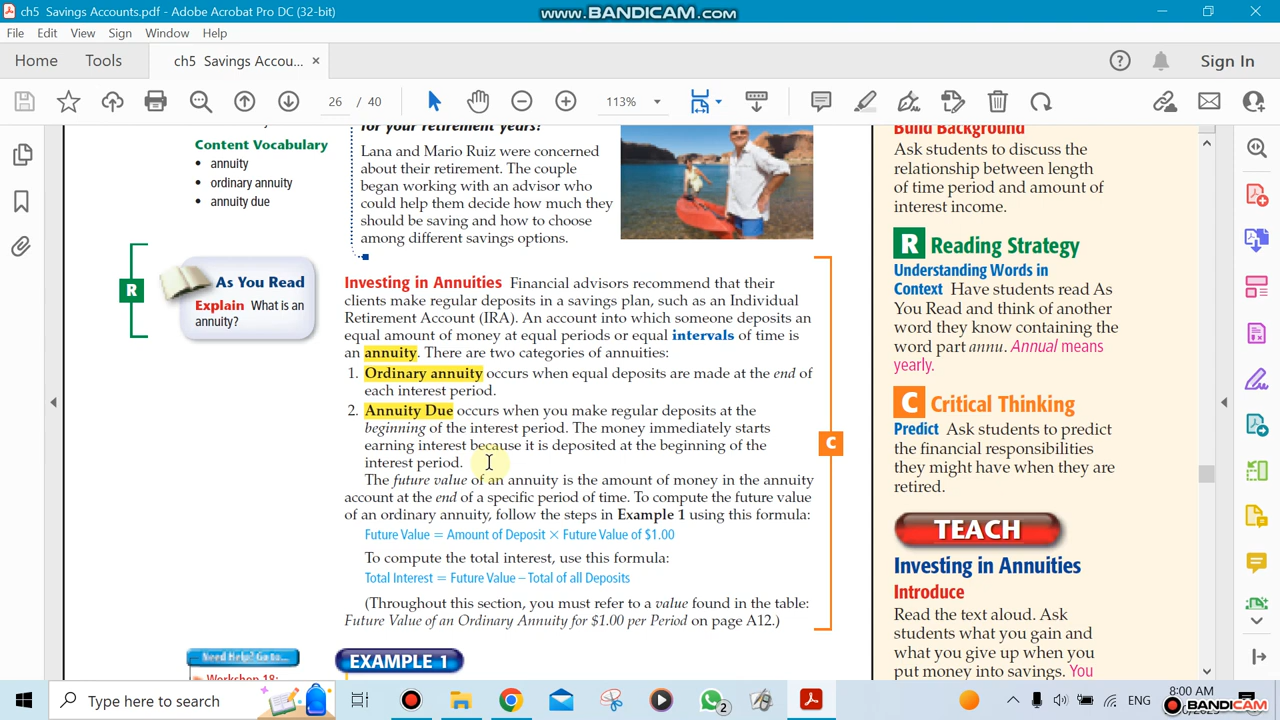 ch5  Savings Accounts.pdf - Adobe Acrobat Pro DC (32-bit)
www.BANDICAM.com
File Edit View Sign Window Help
Home Tools ch5  Savings Accou... × Sign In
26 / 40 113%
for your retirement years?
Content Vocabulary
• annuity
• ordinary annuity
• annuity due
Lana and Mario Ruiz were concerned
about their retirement. The couple
began working with an advisor who
could help them decide how much they
should be saving and how to choose
among different savings options.
R
As You Read
Explain What is an
annuity?
Investing in Annuities Financial advisors recommend that their
clients make regular deposits in a savings plan, such as an Individual
Retirement Account (IRA). An account into which someone deposits an
equal amount of money at equal periods or equal intervals of time is
an annuity. There are two categories of annuities:
1. Ordinary annuity occurs when equal deposits are made at the end of
each interest period.
2. Annuity Due occurs when you make regular deposits at the
beginning of the interest period. The money immediately starts
earning interest because it is deposited at the beginning of the
interest period.
The future value of an annuity is the amount of money in the annuity
account at the end of a specific period of time. To compute the future value
of an ordinary annuity, follow the steps in Example 1 using this formula:
Future Value = Amount of Deposit × Future Value of $1.00
To compute the total interest, use this formula:
Total Interest = Future Value – Total of all Deposits
(Throughout this section, you must refer to a value found in the table:
Future Value of an Ordinary Annuity for $1.00 per Period on page A12.)
C
Need Help? Go to...
Workshop 18:
EXAMPLE 1
Build Background
Ask students to discuss the
relationship between length
of time period and amount of
interest income.
R Reading Strategy
Understanding Words in
Context Have students read As
You Read and think of another
word they know containing the
word part annu. Annual means
yearly.
C Critical Thinking
Predict Ask students to predict
the financial responsibilities
they might have when they are
retired.
TEACH
Investing in Annuities
Introduce
Read the text aloud. Ask
students what you gain and
what you give up when you
put money into savings. You
Type here to search
2
ENG
8:00 AM
BANDICAM